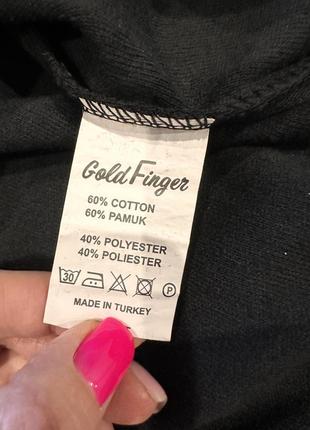 Gold Finger
60% COTTON
60% PAMUK
40% POLYESTER
40% POLIESTER
30 P
MADE IN TURKEY